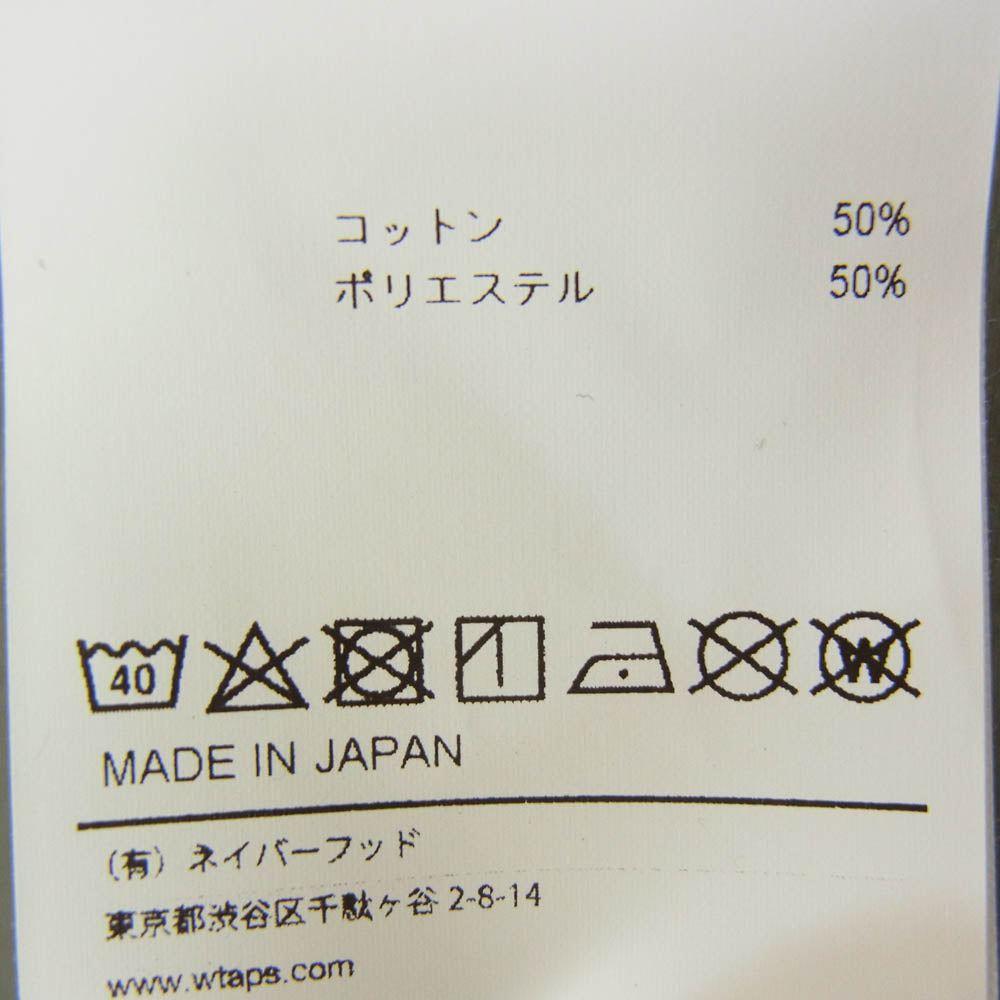 コットン 50%
ポリエステル 50%
40 W
MADE IN JAPAN
(有) ネイバーフッド
東京都渋谷区千駄ヶ谷 2-8-14
www.wtaps.com